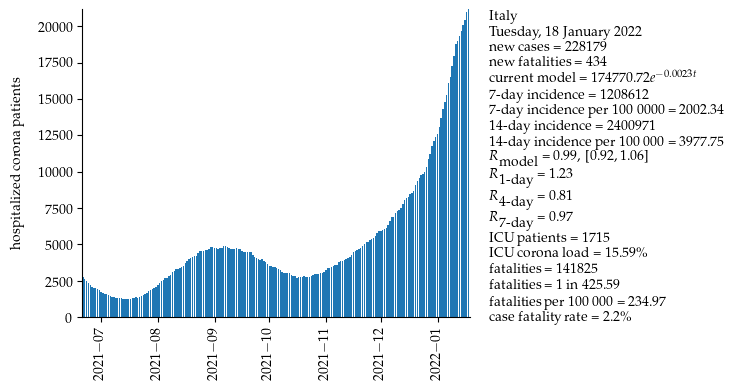 20000
17500
15000
12500
10000
7500
5000
2500
0
hospitalized corona patients
2021−07
2021−08
2021−09
2021−10
2021−11
2021−12
2022−01
Italy
Tuesday, 18 January 2022
new cases = 228179
new fatalities = 434
current model = 174770.72e^{−0.0023t}
7-day incidence = 1208612
7-day incidence per 100 0000 = 2002.34
14-day incidence = 2400971
14-day incidence per 100 000 = 3977.75
R_model = 0.99, [0.92, 1.06]
R_1-day = 1.23
R_4-day = 0.81
R_7-day = 0.97
ICU patients = 1715
ICU corona load = 15.59%
fatalities = 141825
fatalities = 1 in 425.59
fatalities per 100 000 = 234.97
case fatality rate = 2.2%